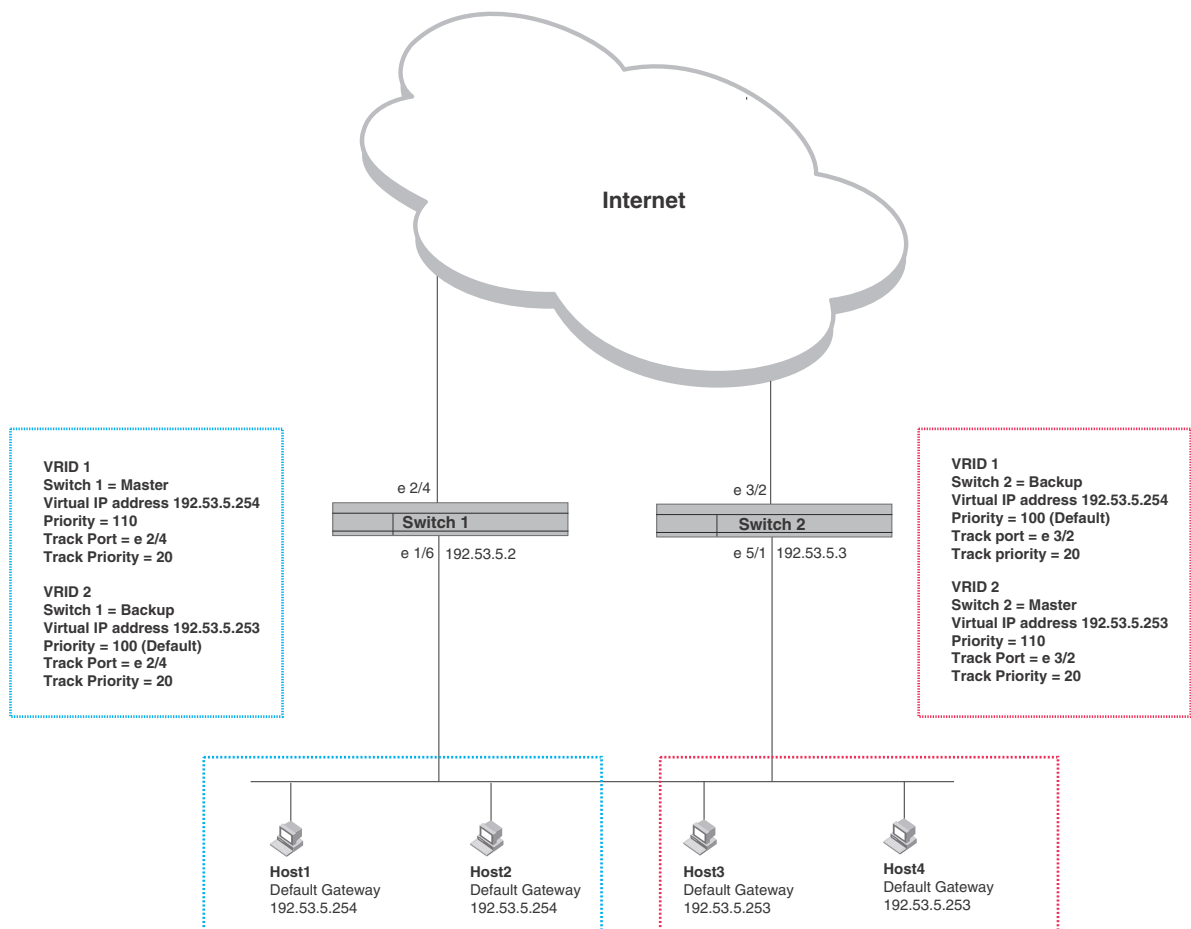 Internet
VRID 1
Switch 1 = Master
Virtual IP address 192.53.5.254
Priority = 110
Track Port = e 2/4
Track Priority = 20
VRID 2
Switch 1 = Backup
Virtual IP address 192.53.5.253
Priority = 100 (Default)
Track Port = e 2/4
Track Priority = 20
e 2/4
Switch 1
e 1/6 192.53.5.2
e 3/2
Switch 2
e 5/1 192.53.5.3
VRID 1
Switch 2 = Backup
Virtual IP address 192.53.5.254
Priority = 100 (Default)
Track port = e 3/2
Track priority = 20
VRID 2
Switch 2 = Master
Virtual IP address 192.53.5.253
Priority = 110
Track Port = e 3/2
Track Priority = 20
Host1
Default Gateway
192.53.5.254
Host2
Default Gateway
192.53.5.254
Host3
Default Gateway
192.53.5.253
Host4
Default Gateway
192.53.5.253